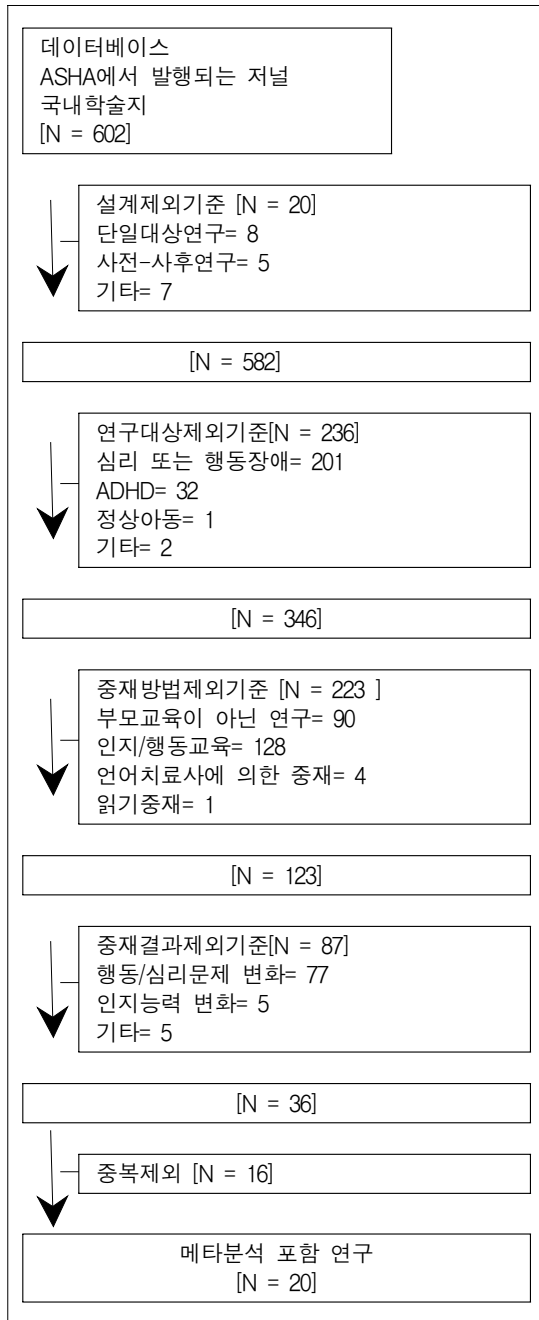 데이터베이스
ASHA에서 발행되는 저널
국내학술지
[N = 602]
설계제외기준 [N = 20]
단일대상연구= 8
사전-사후연구= 5
기타= 7
[N = 582]
연구대상제외기준[N = 236]
심리 또는 행동장애= 201
ADHD= 32
정상아동= 1
기타= 2
[N = 346]
중재방법제외기준 [N = 223 ]
부모교육이 아닌 연구= 90
인지/행동교육= 128
언어치료사에 의한 중재= 4
읽기중재= 1
[N = 123]
중재결과제외기준[N = 87]
행동/심리문제 변화= 77
인지능력 변화= 5
기타= 5
[N = 36]
중복제외 [N = 16]
메타분석 포함 연구
[N = 20]